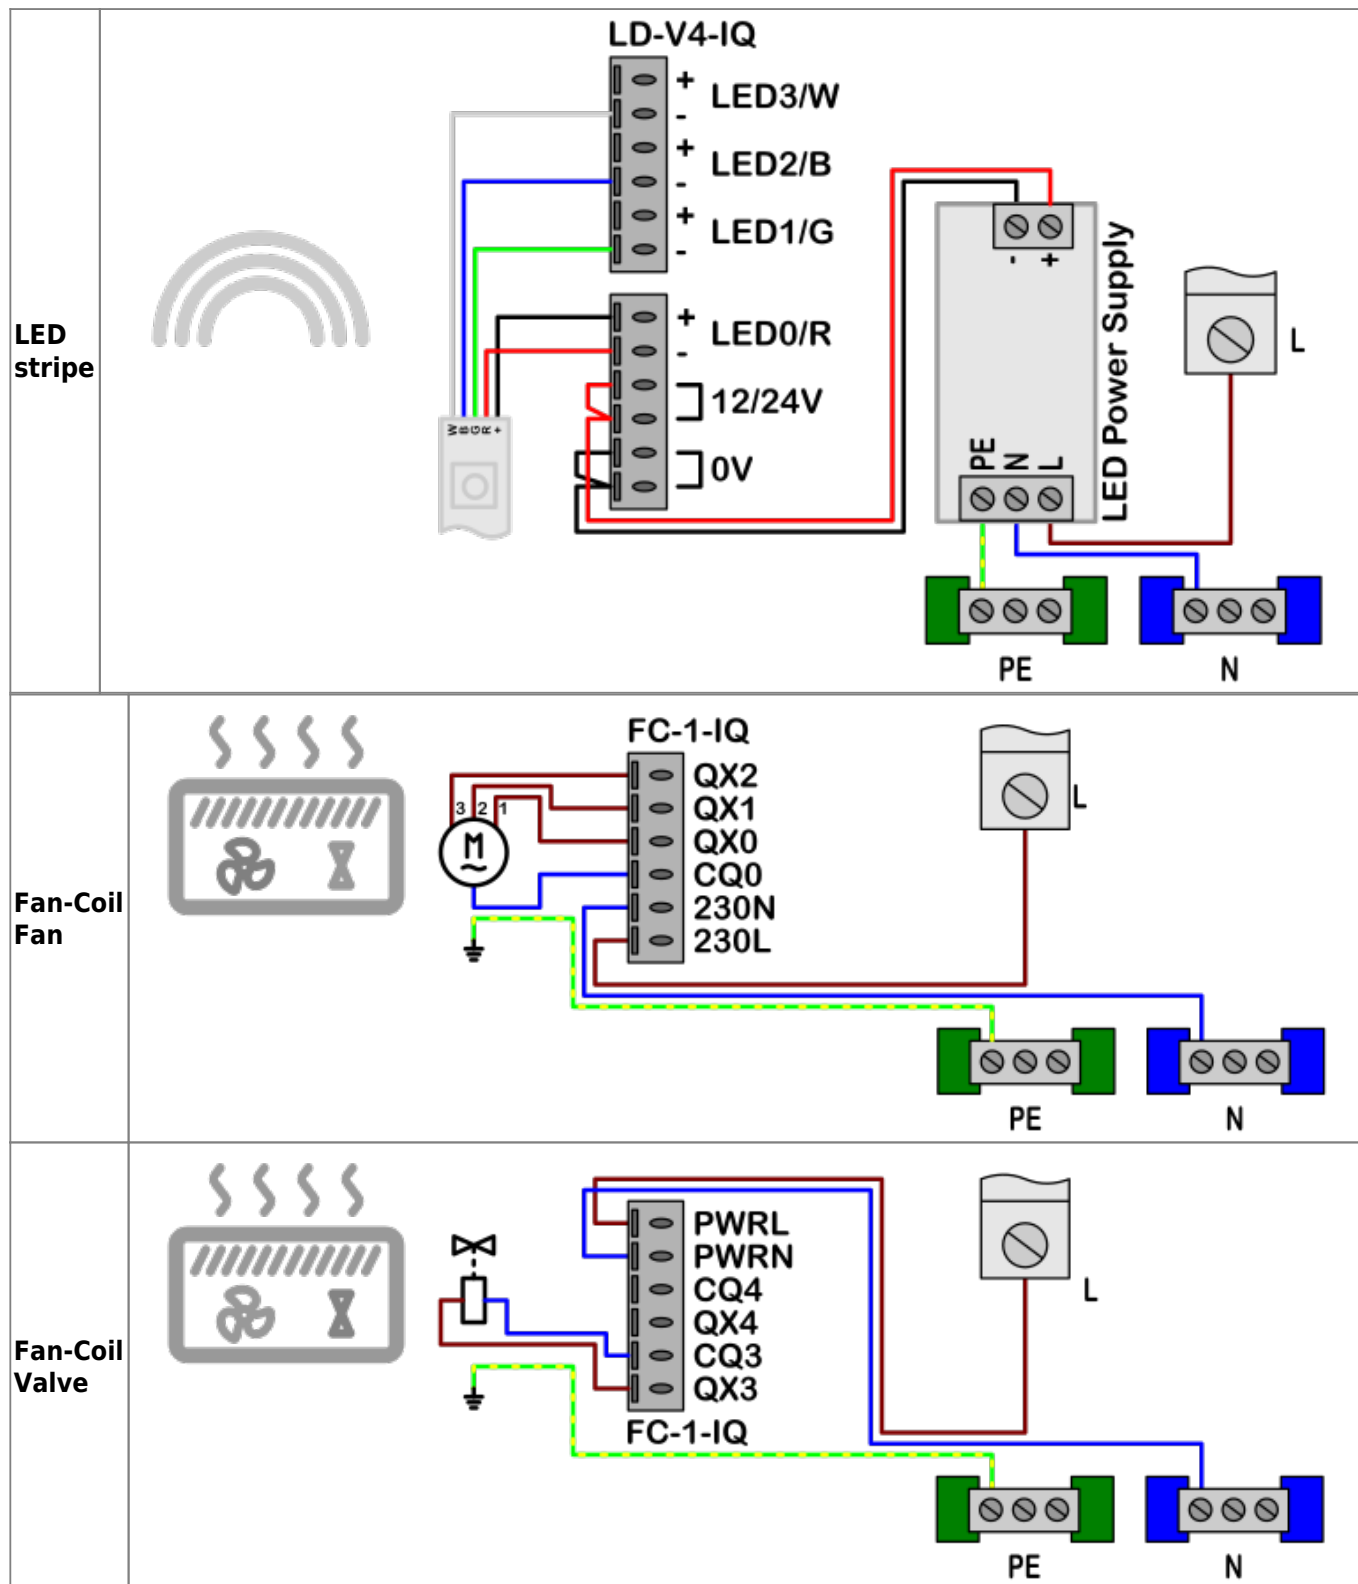 LD-V4-IQ
+
LED3/W
-
+
LED2/B
-
+
LED1/G
-
+
LED0/R
-
12/24V
0V
W
B
G
R
+
LED
stripe
-
+
LED Power Supply
PE
N
L
L
PE
N
Fan-Coil
Fan
FC-1-IQ
QX2
QX1
QX0
CQ0
230N
230L
3 2 1
M
~
L
PE
N
Fan-Coil
Valve
PWRL
PWRN
CQ4
QX4
CQ3
QX3
FC-1-IQ
L
PE
N